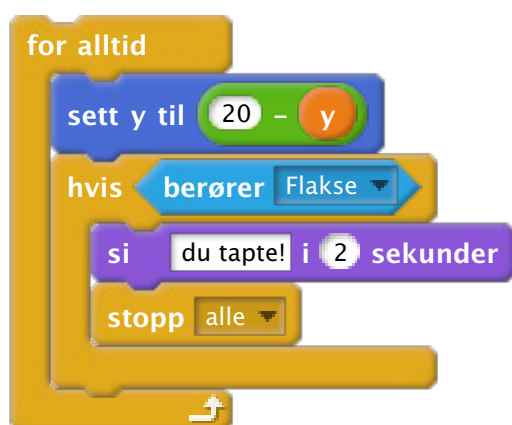 for alltid
sett y til 20 - y
hvis berører Flakse
si du tapte! i 2 sekunder
stopp alle